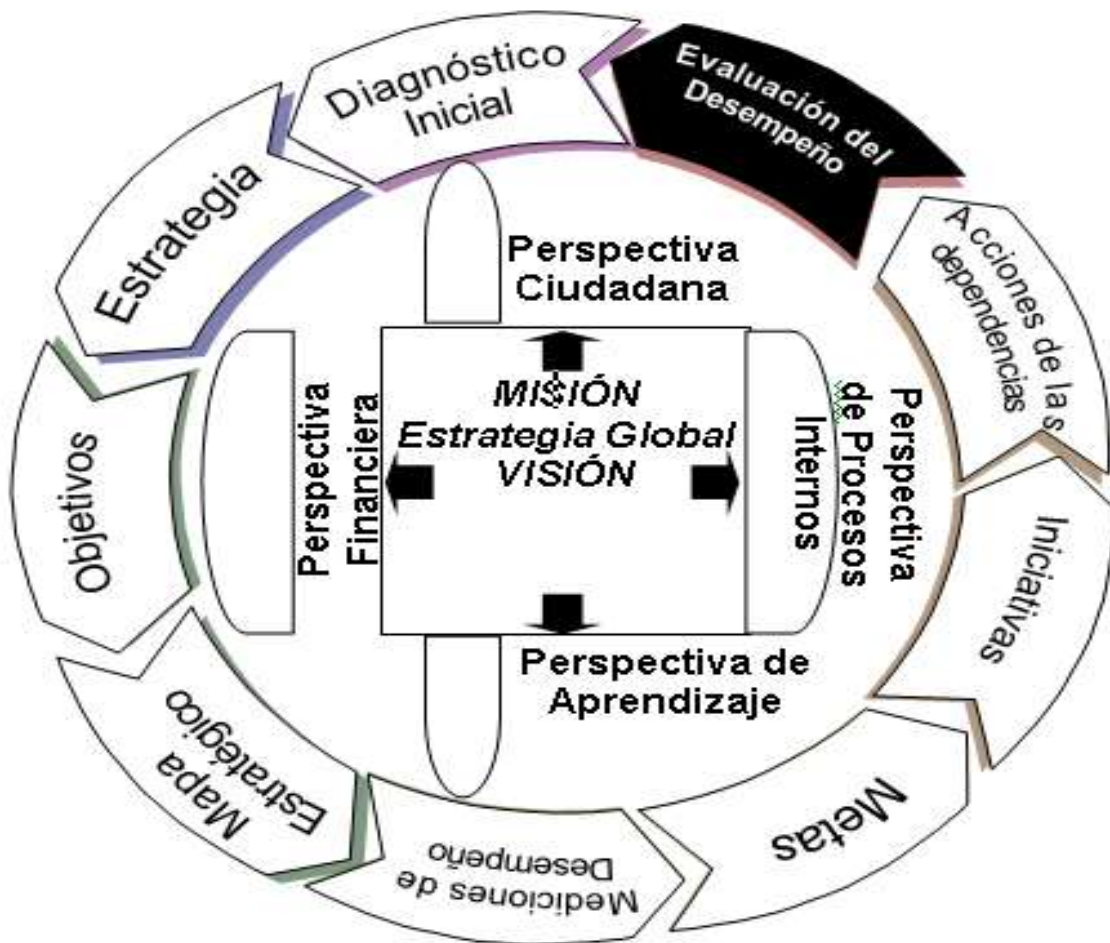 Diagnóstico
Inicial
Evaluación del
Desempeño
Acciones de las
dependencias
Iniciativas
Metas
Mediciones de
Desempeño
Mapa
Estratégico
Objetivos
Estrategia
Perspectiva
Ciudadana
MISIÓN
Estrategia Global
VISIÓN
Perspectiva
Financiera
Perspectiva
de Procesos
Internos
Perspectiva de
Aprendizaje